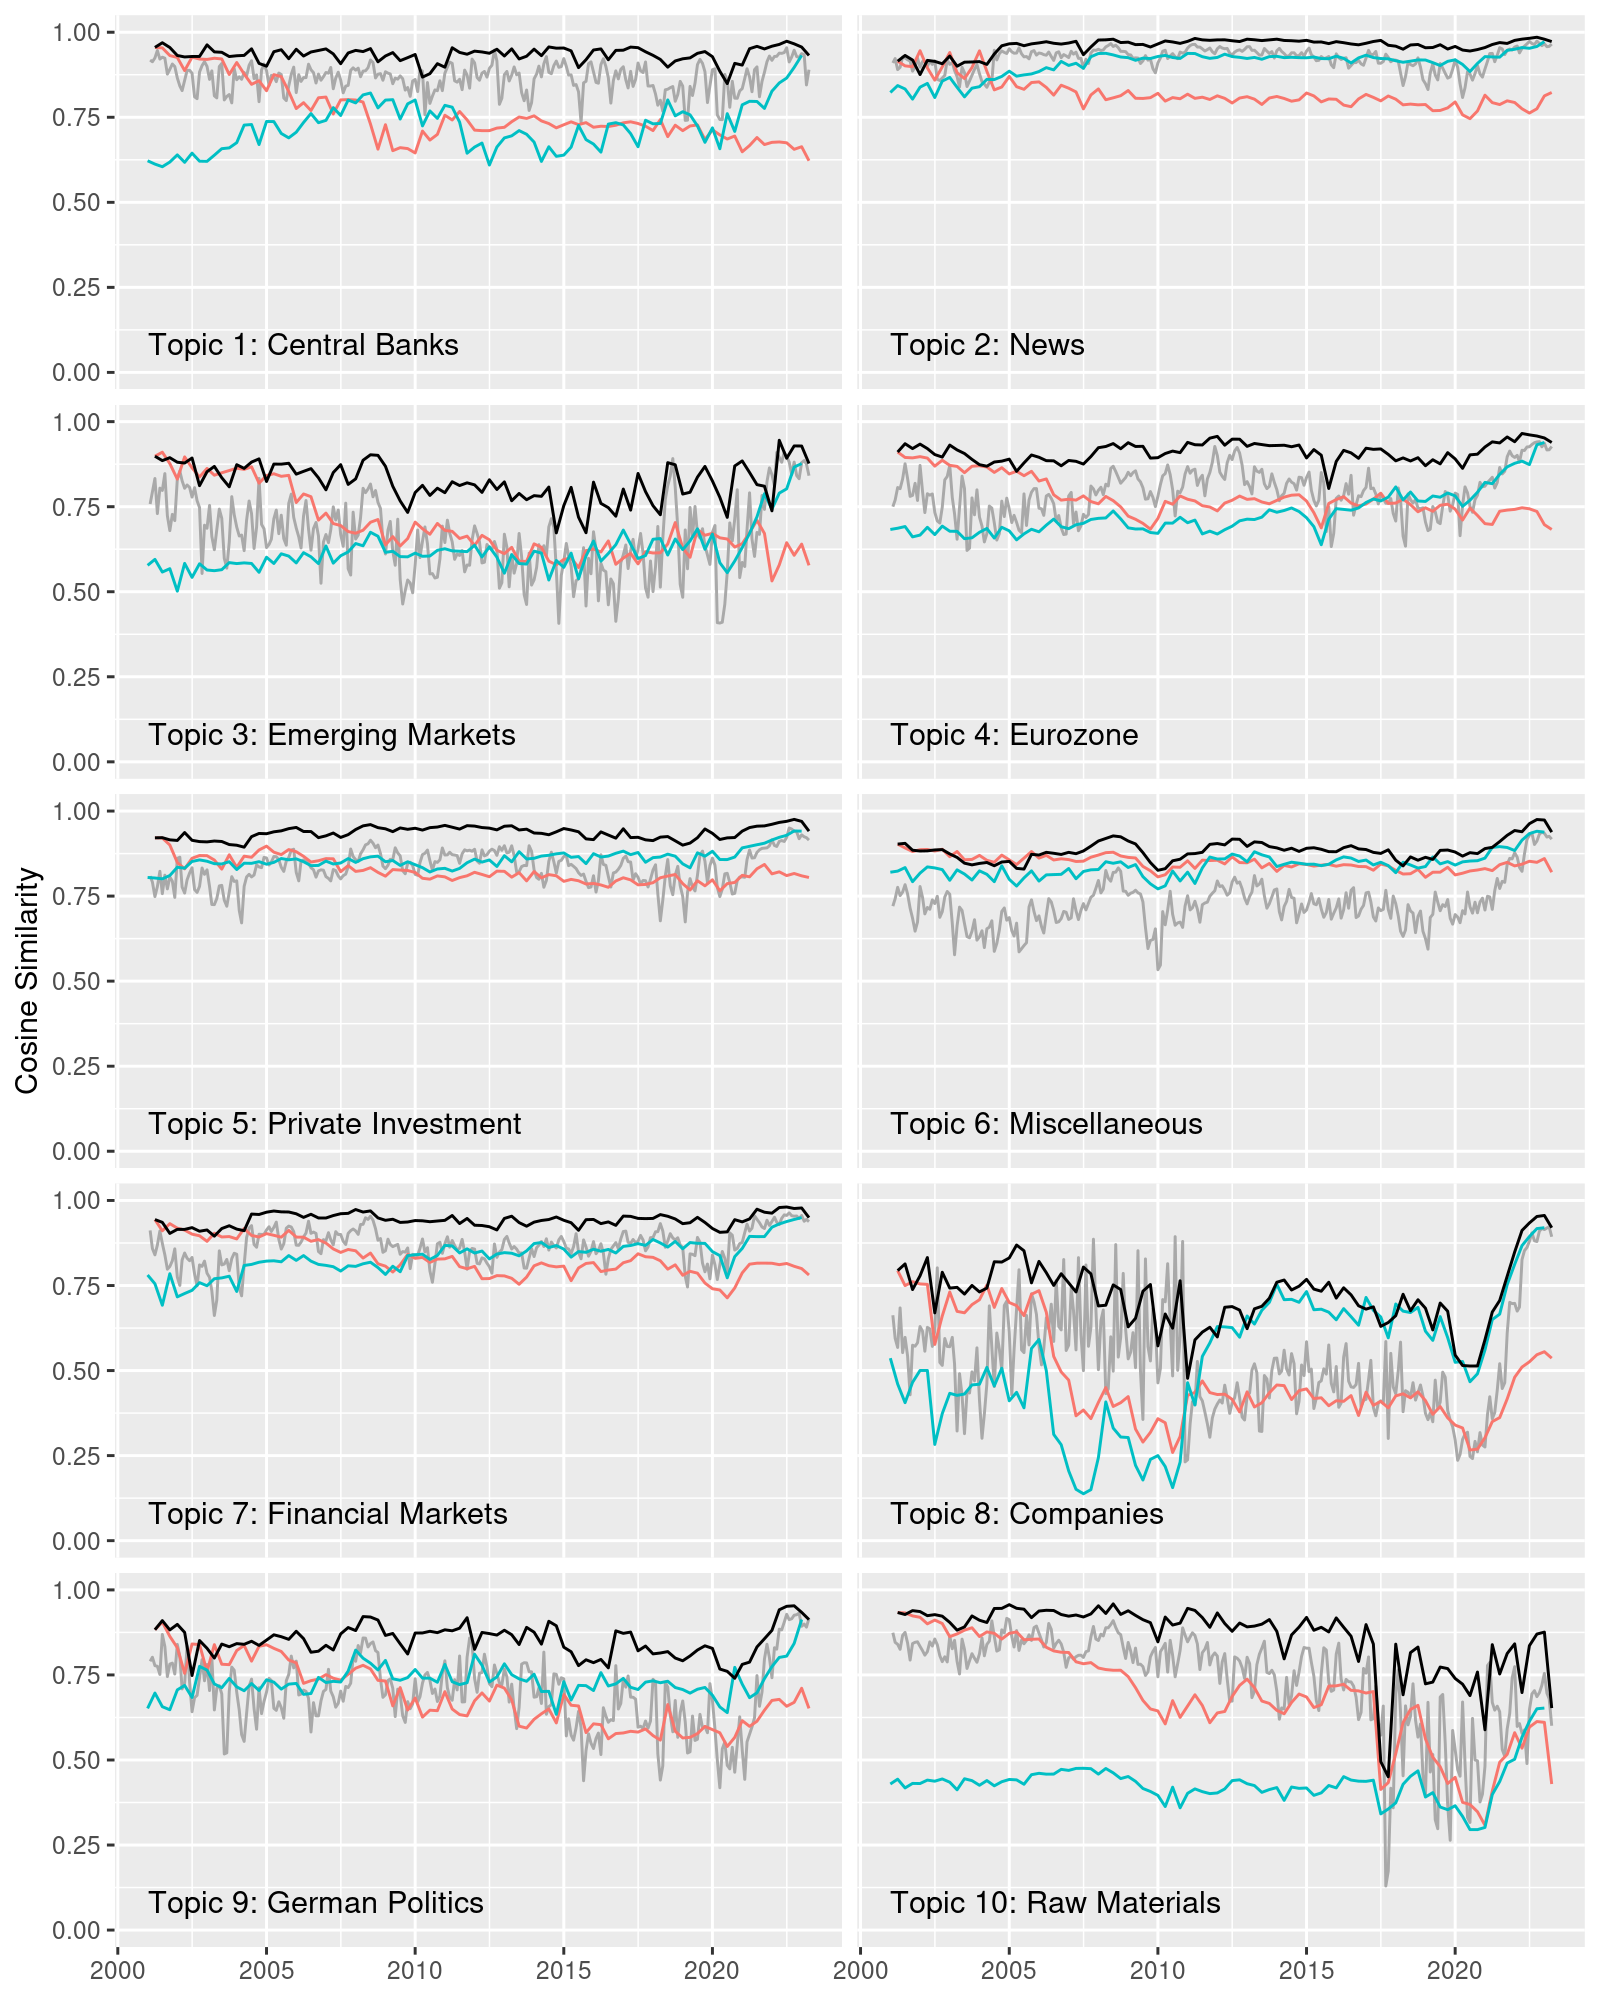 1.00
0.75
0.50
0.25
0.00
Topic 1: Central Banks
Topic 2: News
1.00
0.75
0.50
0.25
0.00
Topic 3: Emerging Markets
Topic 4: Eurozone
Cosine Similarity
1.00
0.75
0.50
0.25
0.00
Topic 5: Private Investment
Topic 6: Miscellaneous
1.00
0.75
0.50
0.25
0.00
Topic 7: Financial Markets
Topic 8: Companies
1.00
0.75
0.50
0.25
0.00
Topic 9: German Politics
Topic 10: Raw Materials
2000 2005 2010 2015 2020 2000 2005 2010 2015 2020